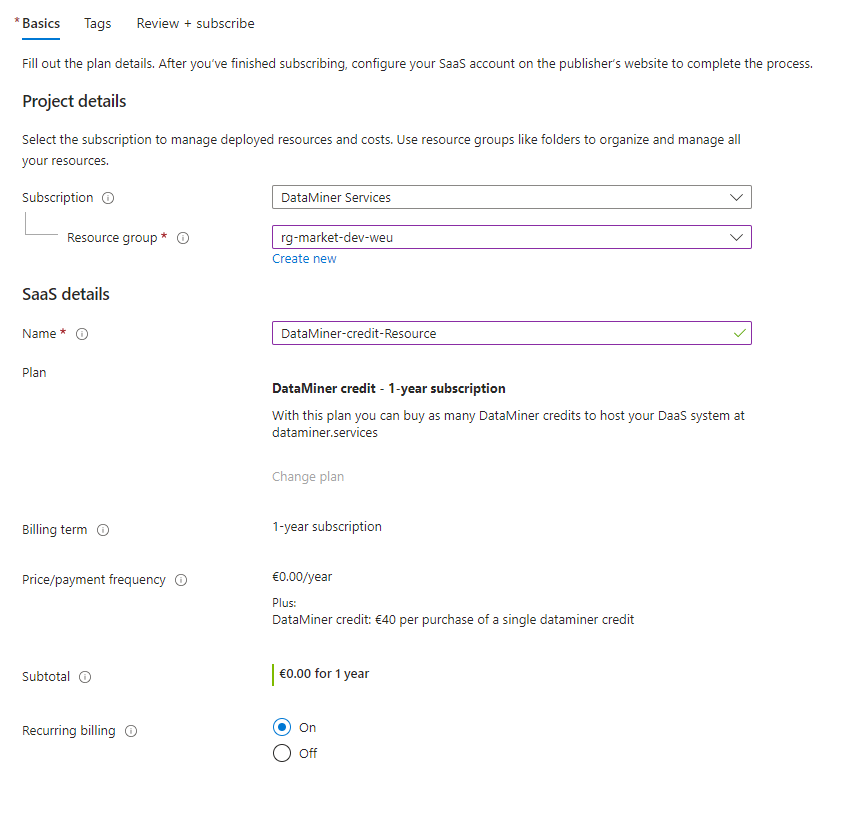 * Basics Tags Review + subscribe
Fill out the plan details. After you've finished subscribing, configure your SaaS account on the publisher's website to complete the process.
Project details
Select the subscription to manage deployed resources and costs. Use resource groups like folders to organize and manage all
your resources.
Subscription DataMiner Services
Resource group * rg-market-dev-weu
Create new
SaaS details
Name * DataMiner-credit-Resource
Plan
DataMiner credit - 1-year subscription
With this plan you can buy as many DataMiner credits to host your DaaS system at
dataminer.services
Change plan
Billing term 1-year subscription
Price/payment frequency €0.00/year
Plus:
DataMiner credit: €40 per purchase of a single dataminer credit
Subtotal €0.00 for 1 year
Recurring billing On
Off